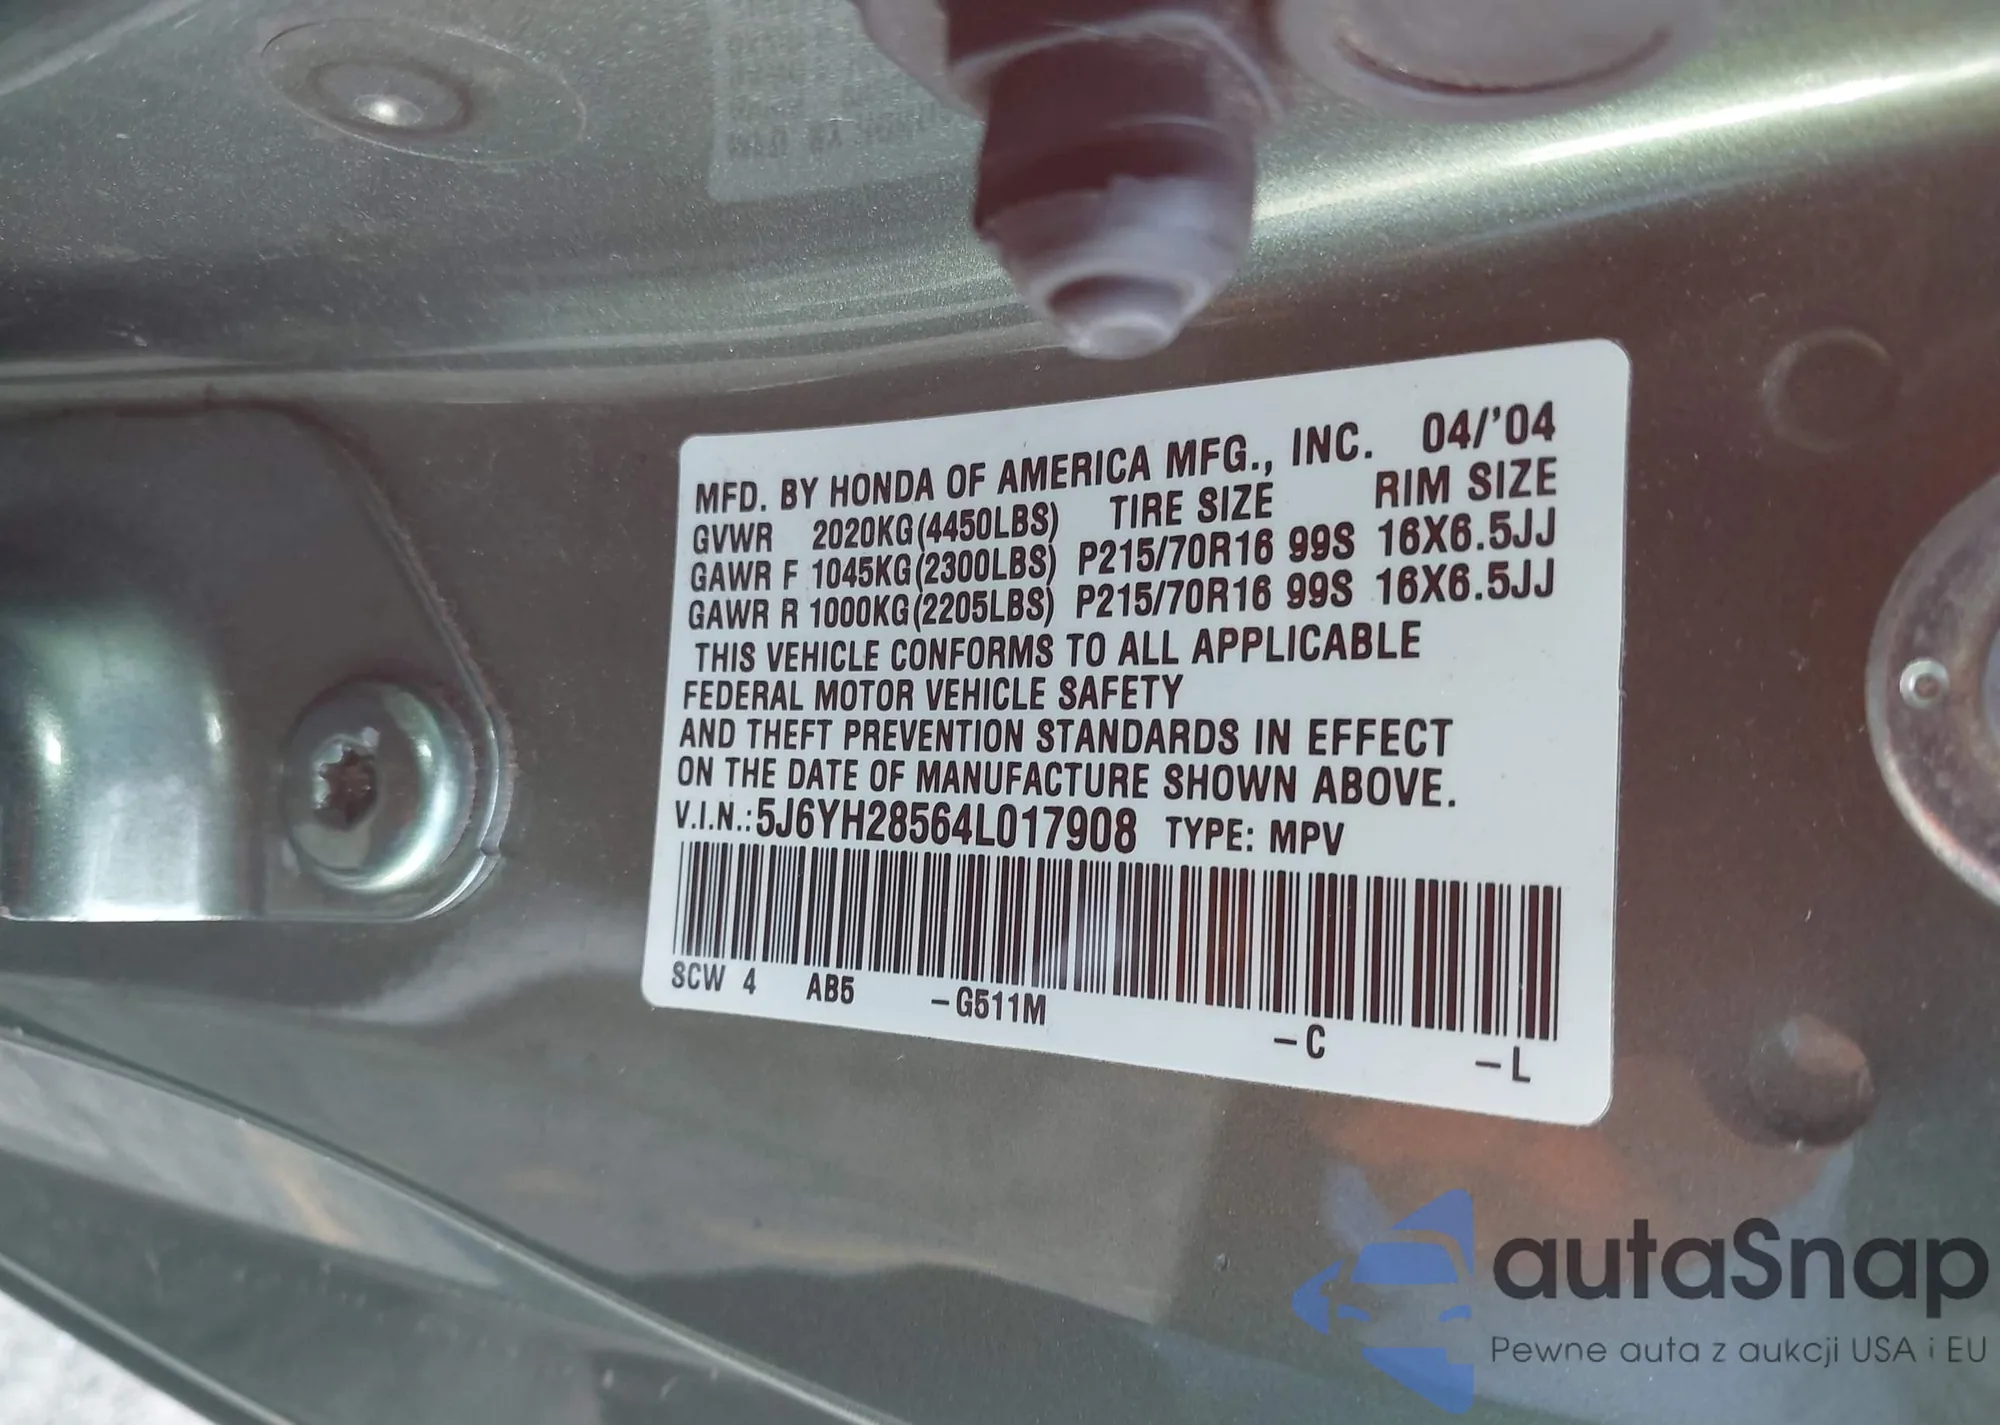 MFD. BY HONDA OF AMERICA MFG., INC. 04/'04
GVWR 2020KG(4450LBS) TIRE SIZE RIM SIZE
GAWR F 1045KG(2300LBS) P215/70R16 99S 16X6.5JJ
GAWR R 1000KG(2205LBS) P215/70R16 99S 16X6.5JJ
THIS VEHICLE CONFORMS TO ALL APPLICABLE
FEDERAL MOTOR VEHICLE SAFETY
AND THEFT PREVENTION STANDARDS IN EFFECT
ON THE DATE OF MANUFACTURE SHOWN ABOVE.
V.I.N.:5J6YH28564L017908 TYPE: MPV
SCW 4 AB5 -G511M -C -L
autaSnap
Pewne auta z aukcji USA i EU